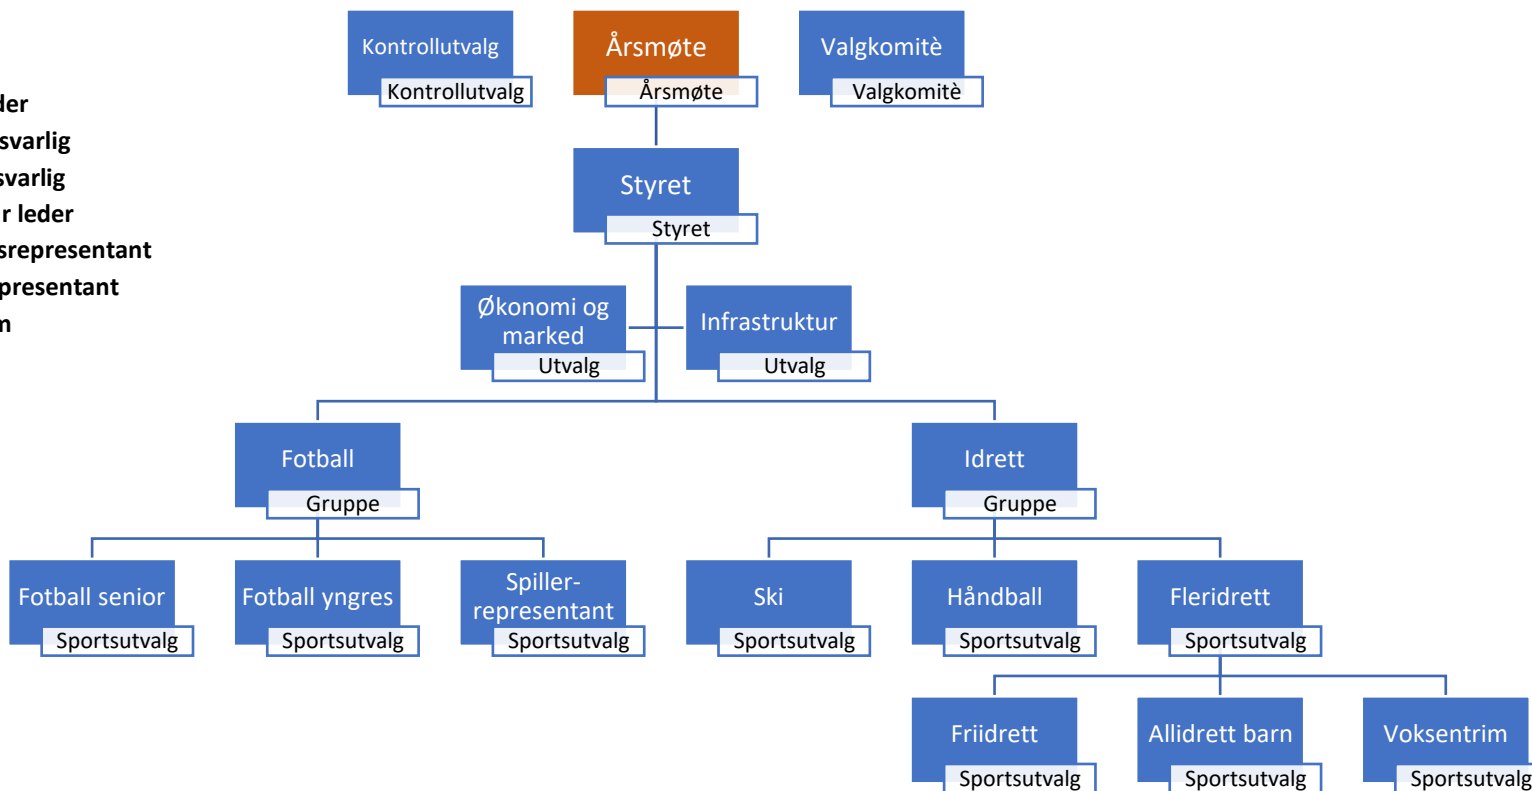 Kontrollutvalg
Kontrollutvalg
Årsmøte
Årsmøte
Valgkomitè
Valgkomitè
der
svarlig
svarlig
r leder
srepresentant
presentant
m
Styret
Styret
Økonomi og
marked
Utvalg
Infrastruktur
Utvalg
Fotball
Gruppe
Idrett
Gruppe
Fotball senior
Sportsutvalg
Fotball yngres
Sportsutvalg
Spiller-
representant
Sportsutvalg
Ski
Sportsutvalg
Håndball
Sportsutvalg
Fleridrett
Sportsutvalg
Friidrett
Sportsutvalg
Allidrett barn
Sportsutvalg
Voksentrim
Sportsutvalg